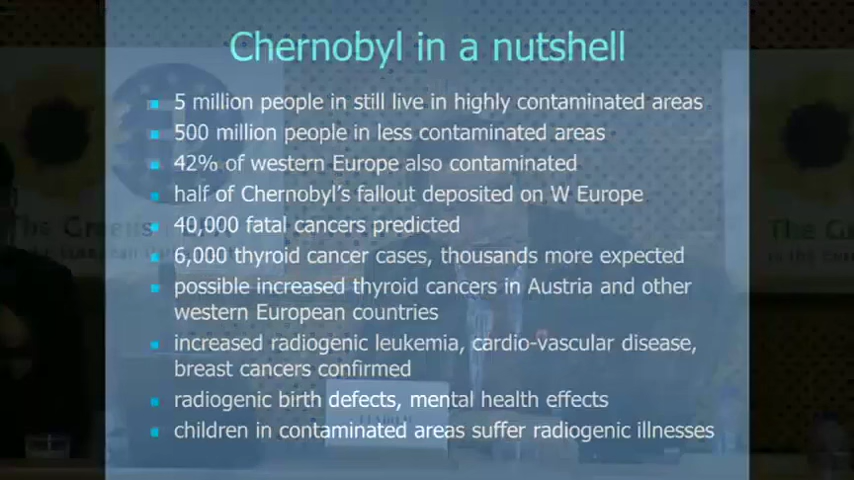 Chernobyl in a nutshell
5 million people in still live in highly contaminated areas
500 million people in less contaminated areas
42% of western Europe also contaminated
half of Chernobyl's fallout deposited on W Europe
40,000 fatal cancers predicted
6,000 thyroid cancer cases, thousands more expected
possible increased thyroid cancers in Austria and other
western European countries
increased radiogenic leukemia, cardio-vascular disease,
breast cancers confirmed
radiogenic birth defects, mental health effects
children in contaminated areas suffer radiogenic illnesses
The Greens
The Gr